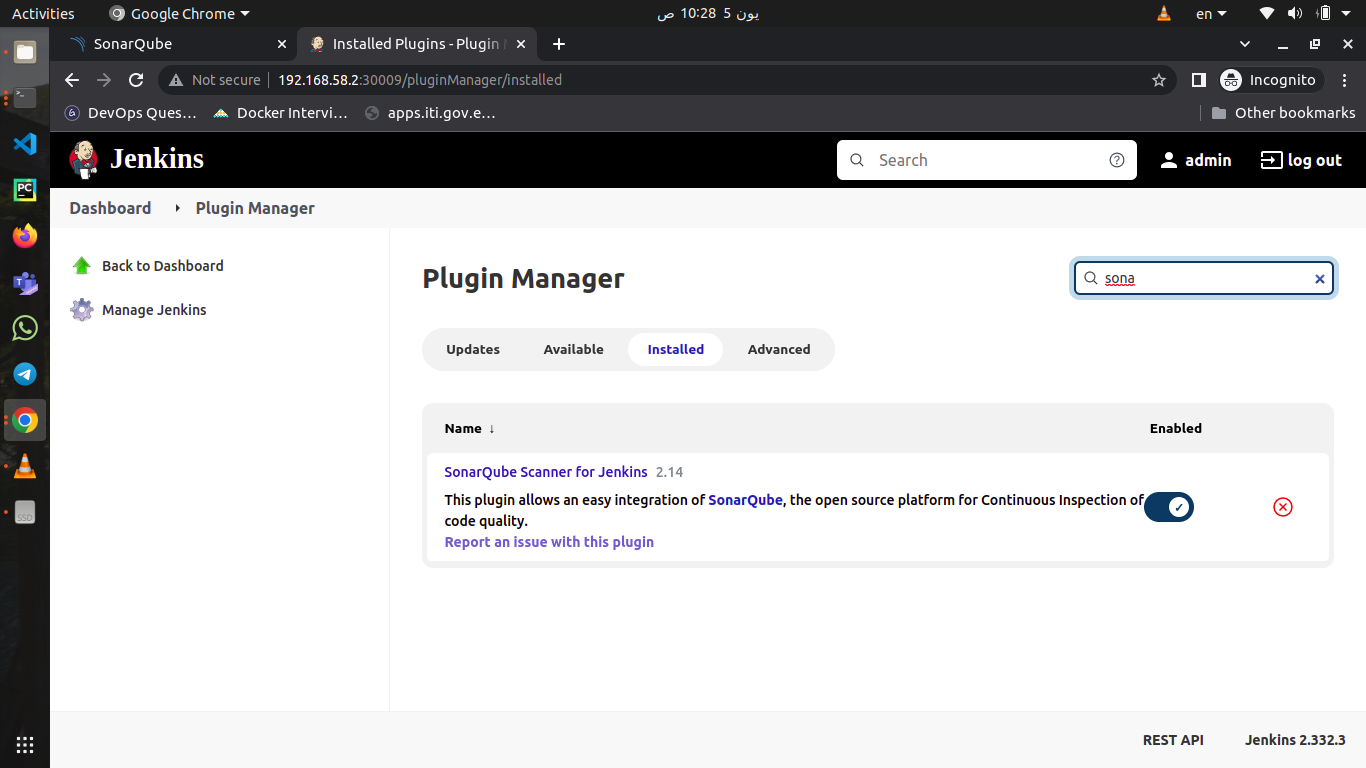 Activities
Google Chrome
يون 5 10:28 ص
en
SonarQube
Installed Plugins - Plugin M
Not secure
192.168.58.2:30009/pluginManager/installed
Incognito
DevOps Ques...
Docker Intervi...
apps.iti.gov.e...
Other bookmarks
Jenkins
Search
admin
log out
Dashboard
Plugin Manager
Back to Dashboard
Manage Jenkins
Plugin Manager
sona
Updates
Available
Installed
Advanced
Name ↓
Enabled
SonarQube Scanner for Jenkins 2.14
This plugin allows an easy integration of SonarQube, the open source platform for Continuous Inspection of
code quality.
Report an issue with this plugin
REST API
Jenkins 2.332.3
PC
SSD